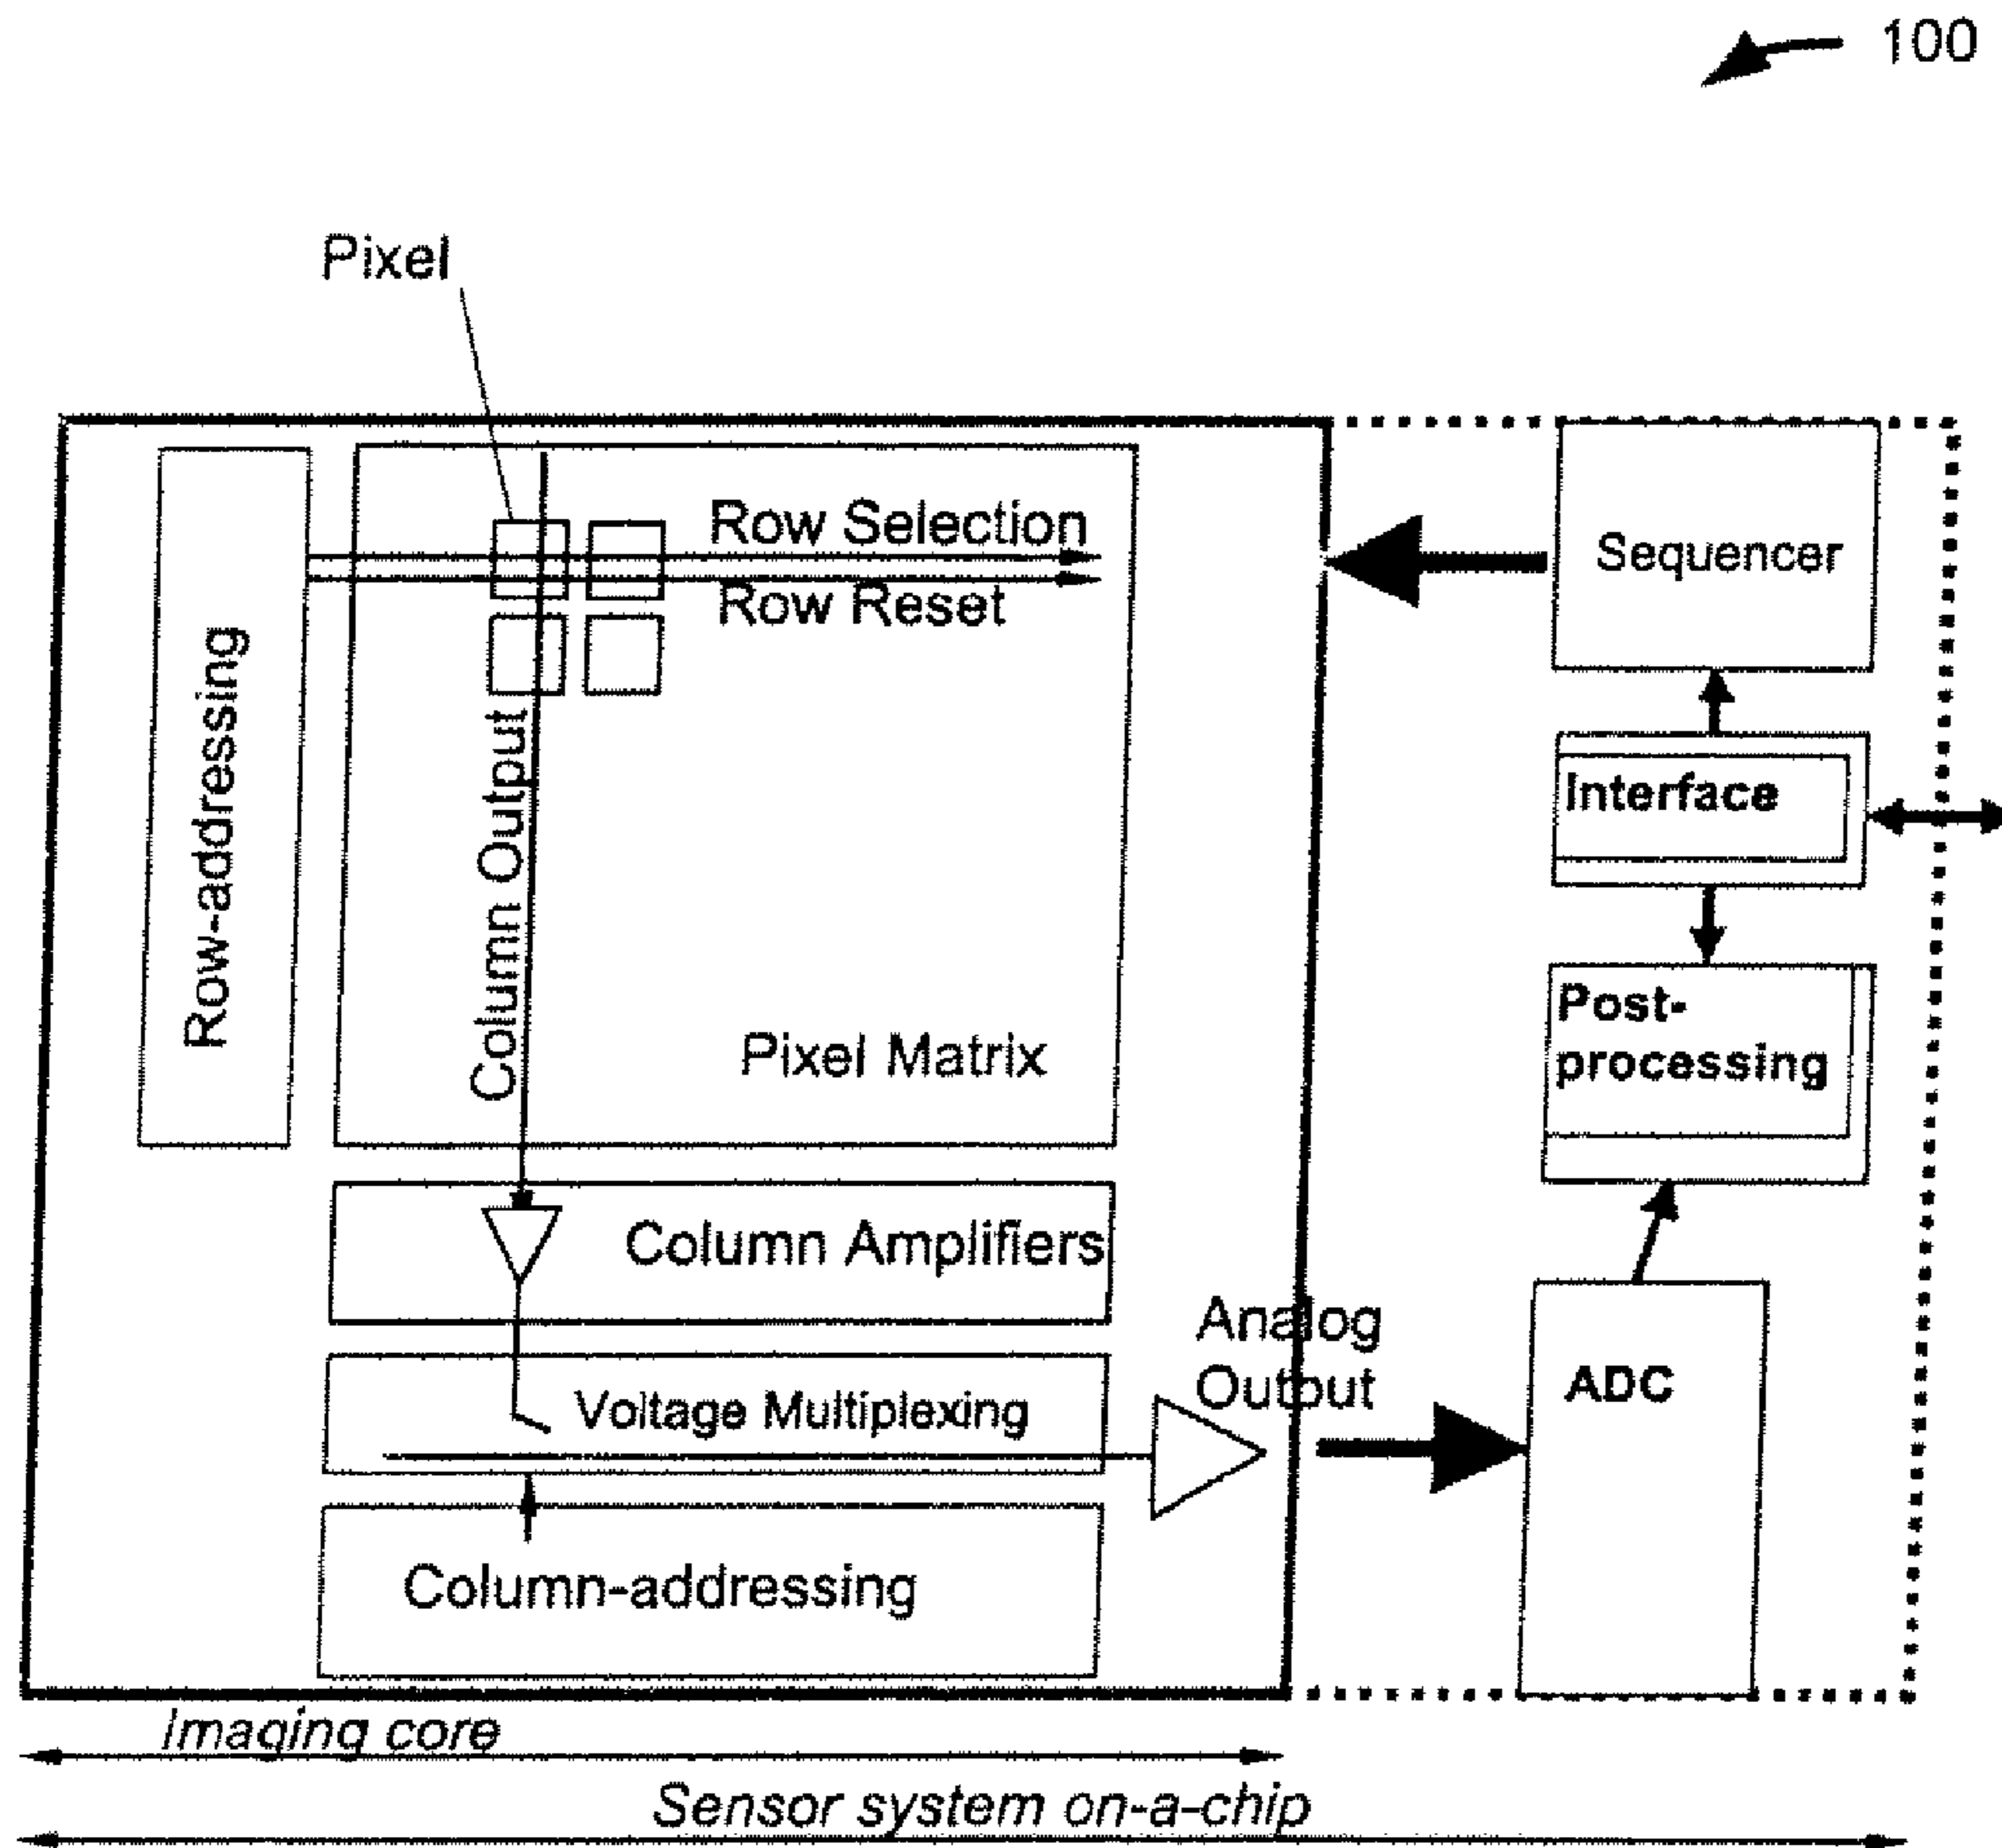 100
Pixel
Row Selection
Row Reset
Sequencer
Row-addressing
Column Output
Interface
Post-
processing
Pixel Matrix
Column Amplifiers
Analog
Output
ADC
Voltage Multiplexing
Column-addressing
Imaging core
Sensor system on-a-chip